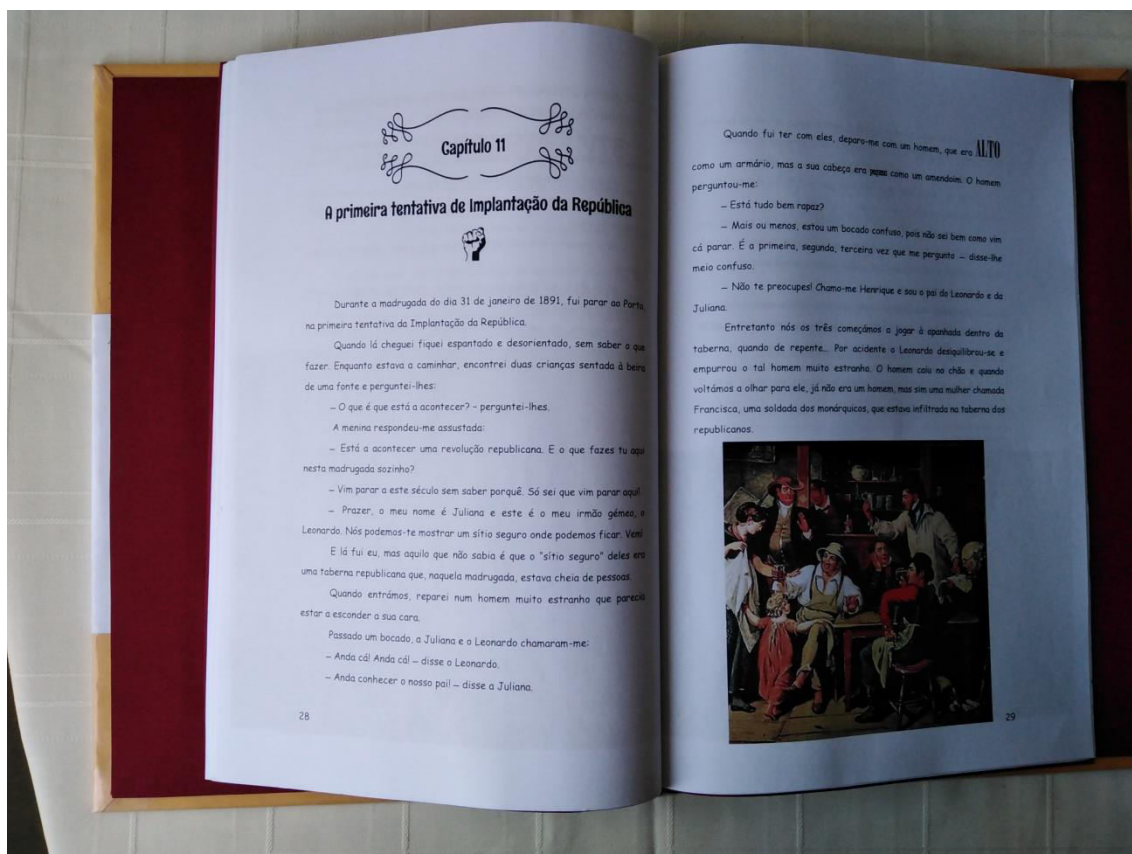 Capítulo 11
A primeira tentativa de Implantação da República
Durante a madrugada do dia 31 de janeiro de 1891, fui parar ao Porto,
na primeira tentativa da Implantação da República.
Quando lá cheguei fiquei espantado e desorientado, sem saber o que
fazer. Enquanto estava a caminhar, encontrei duas crianças sentada à beira
de uma fonte e perguntei-lhes:
– O que é que está a acontecer? - perguntei-lhes.
A menina respondeu-me assustada:
– Está a acontecer uma revolução republicana. E o que fazes tu aqui
nesta madrugada sozinho?
– Vim parar a este século sem saber porquê. Só sei que vim parar aqui!
– Prazer, o meu nome é Juliana e este é o meu irmão gémeo, o
Leonardo. Nós podemos-te mostrar um sítio seguro onde podemos ficar. Vem!
E lá fui eu, mas aquilo que não sabia é que o "sítio seguro" deles era
uma taberna republicana que, naquela madrugada, estava cheia de pessoas.
Quando entrámos, reparei num homem muito estranho que parecia
estar a esconder a sua cara.
Passado um bocado, a Juliana e o Leonardo chamaram-me:
– Anda cá! Anda cá! – disse o Leonardo.
– Anda conhecer o nosso pai! – disse a Juliana.
28
Quando fui ter com eles, deparo-me com um homem, que era ALTO
como um armário, mas a sua cabeça era como um amendoim. O homem
perguntou-me:
– Está tudo bem rapaz?
– Mais ou menos, estou um bocado confuso, pois não sei bem como vim
cá parar. É a primeira, segunda, terceira vez que me pergunto – disse-lhe
meio confuso.
– Não te preocupes! Chamo-me Henrique e sou o pai do Leonardo e da
Juliana.
Entretanto nós os três começámos a jogar à apanhada dentro da
taberna, quando de repente... Por acidente o Leonardo desiquilibrou-se e
empurrou o tal homem muito estranho. O homem caiu no chão e quando
voltámos a olhar para ele, já não era um homem, mas sim uma mulher chamada
Francisca, uma soldada dos monárquicos, que estava infiltrada na taberna dos
republicanos.
29